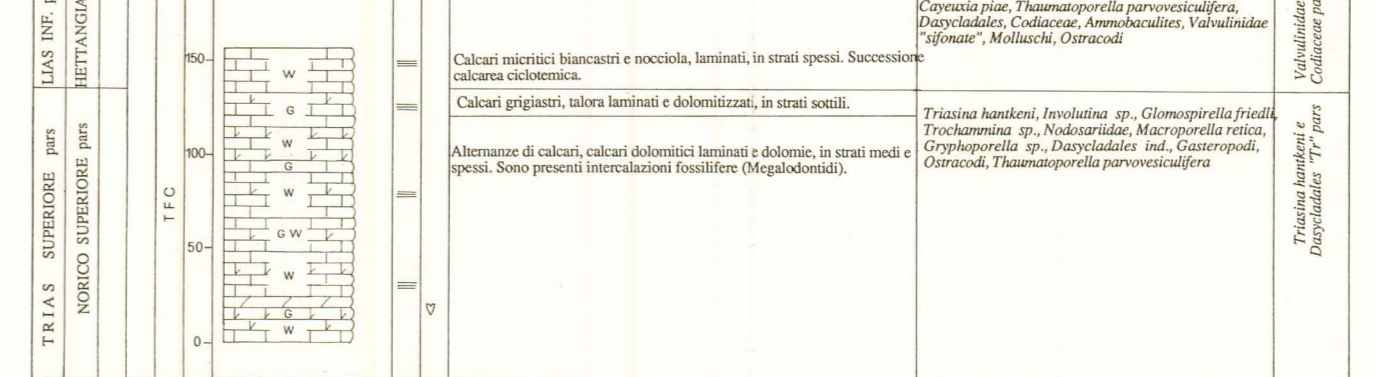 LIAS INF. p
HETTANGIA
TRIAS SUPERIORE pars
NORICO SUPERIORE pars
TFC
150
100
50
0
W
G
W
G
W
G W
W
G
W
Calcari micritici biancastri e nocciola, laminati, in strati spessi. Successione
calcarea ciclotemica.
Calcari grigiastri, talora laminati e dolomitizzati, in strati sottili.
Alternanze di calcari, calcari dolomitici laminati e dolomie, in strati medi e
spessi. Sono presenti intercalazioni fossilifere (Megalodontidi).
Cayeuxia piae, Thaumatoporella parvovesiculifera,
Dasycladales, Codiaceae, Ammobaculites, Valvulinidae
"sifonate", Molluschi, Ostracodi
Triasina hantkeni, Involutina sp., Glomospirella friedli,
Trochammina sp., Nodosariidae, Macroporella retica,
Gryphoporella sp., Dasycladales ind., Gasteropodi,
Ostracodi, Thaumatoporella parvovesiculifera
Valvulinidae
Codiaceae pa
Triasina hantkeni e
Dasycladales "Tr" pars